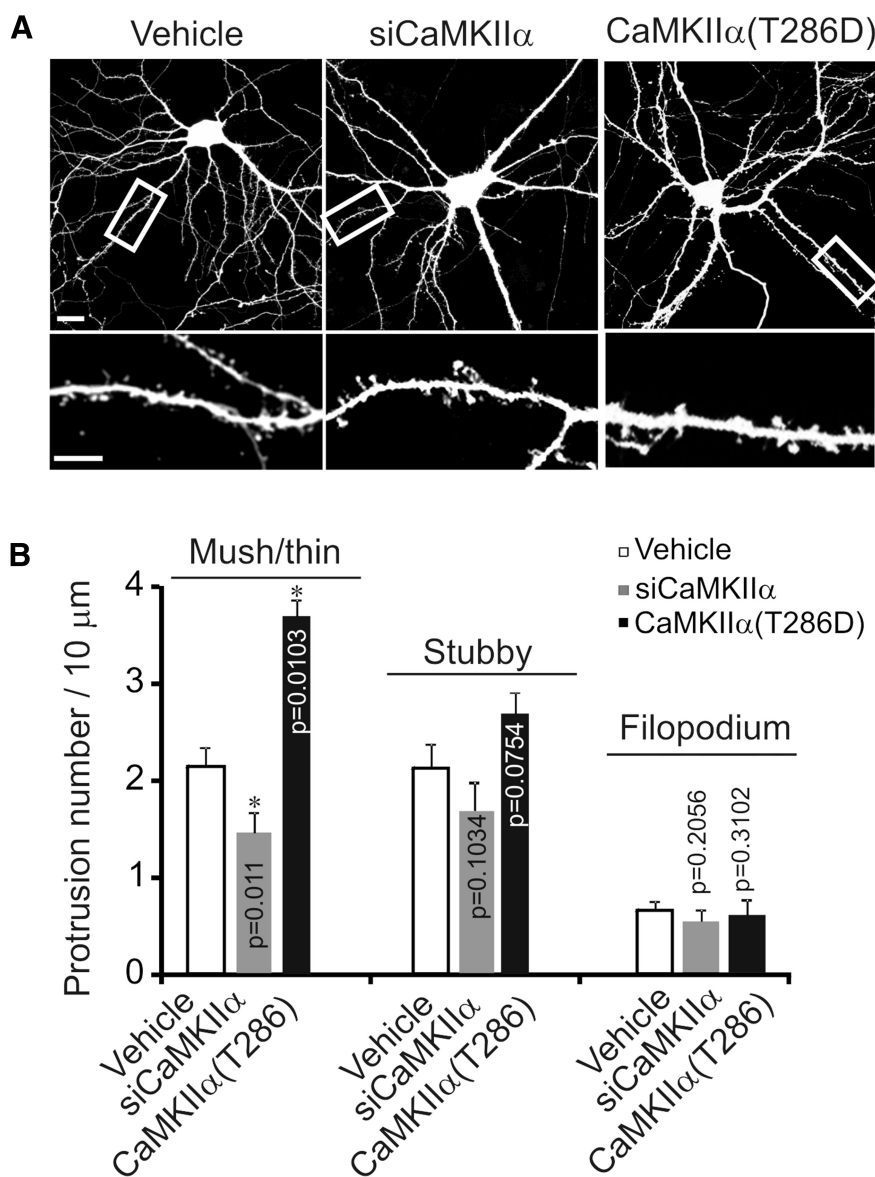 A
Vehicle
siCaMKIIα
CaMKIIα(T286D)
B
Mush/thin
Stubby
Filopodium
Vehicle
siCaMKIIα
CaMKIIα(T286D)
Protrusion number / 10 μm
4
3
2
1
0
*
p=0.011
*
p=0.0103
p=0.1034
p=0.0754
p=0.2056
p=0.3102
Vehicle
siCaMKIIα
CaMKIIα(T286)
Vehicle
siCaMKIIα
CaMKIIα(T286)
Vehicle
siCaMKIIα
CaMKIIα(T286)